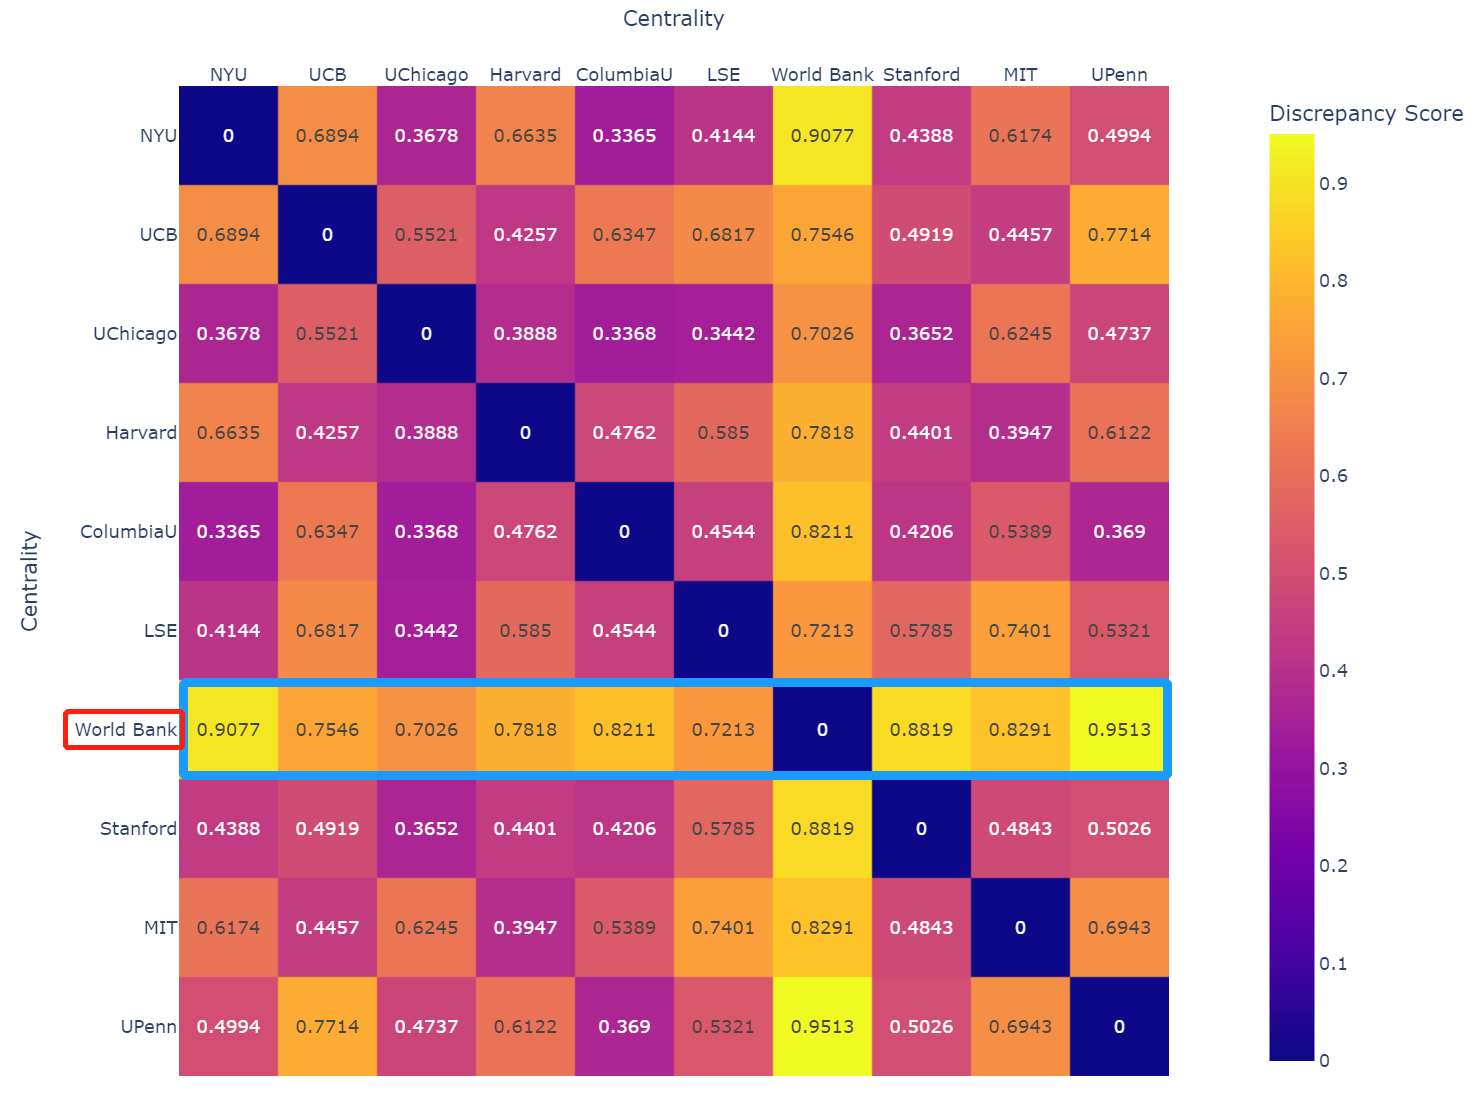 Centrality
NYU UCB UChicago Harvard ColumbiaU LSE World Bank Stanford MIT UPenn
Discrepancy Score
NYU 0 0.6894 0.3678 0.6635 0.3365 0.4144 0.9077 0.4388 0.6174 0.4994
0.9
UCB 0.6894 0 0.5521 0.4257 0.6347 0.6817 0.7546 0.4919 0.4457 0.7714
0.8
UChicago 0.3678 0.5521 0 0.3888 0.3368 0.3442 0.7026 0.3652 0.6245 0.4737
0.7
Harvard 0.6635 0.4257 0.3888 0 0.4762 0.585 0.7818 0.4401 0.3947 0.6122
0.6
ColumbiaU 0.3365 0.6347 0.3368 0.4762 0 0.4544 0.8211 0.4206 0.5389 0.369
0.5
Centrality
LSE 0.4144 0.6817 0.3442 0.585 0.4544 0 0.7213 0.5785 0.7401 0.5321
0.4
World Bank 0.9077 0.7546 0.7026 0.7818 0.8211 0.7213 0 0.8819 0.8291 0.9513
0.3
Stanford 0.4388 0.4919 0.3652 0.4401 0.4206 0.5785 0.8819 0 0.4843 0.5026
0.2
MIT 0.6174 0.4457 0.6245 0.3947 0.5389 0.7401 0.8291 0.4843 0 0.6943
0.1
UPenn 0.4994 0.7714 0.4737 0.6122 0.369 0.5321 0.9513 0.5026 0.6943 0
0